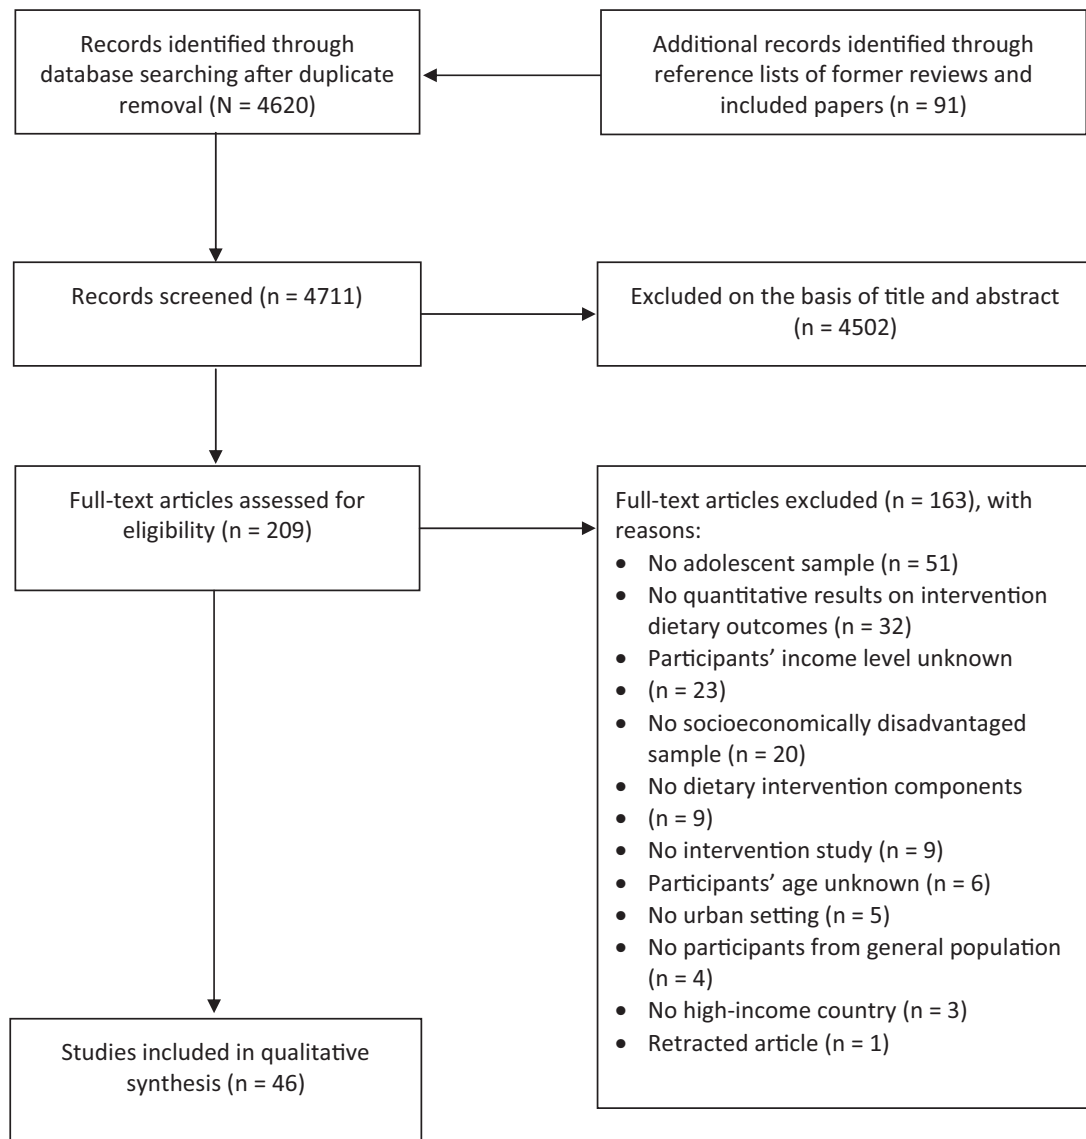 Records identified through
database searching after duplicate
removal (N = 4620)
Additional records identified through
reference lists of former reviews and
included papers (n = 91)
Records screened (n = 4711)
Excluded on the basis of title and abstract
(n = 4502)
Full-text articles assessed for
eligibility (n = 209)
Full-text articles excluded (n = 163), with
reasons:
• No adolescent sample (n = 51)
• No quantitative results on intervention
dietary outcomes (n = 32)
• Participants’ income level unknown
• (n = 23)
• No socioeconomically disadvantaged
sample (n = 20)
• No dietary intervention components
• (n = 9)
• No intervention study (n = 9)
• Participants’ age unknown (n = 6)
• No urban setting (n = 5)
• No participants from general population
(n = 4)
• No high-income country (n = 3)
• Retracted article (n = 1)
Studies included in qualitative
synthesis (n = 46)